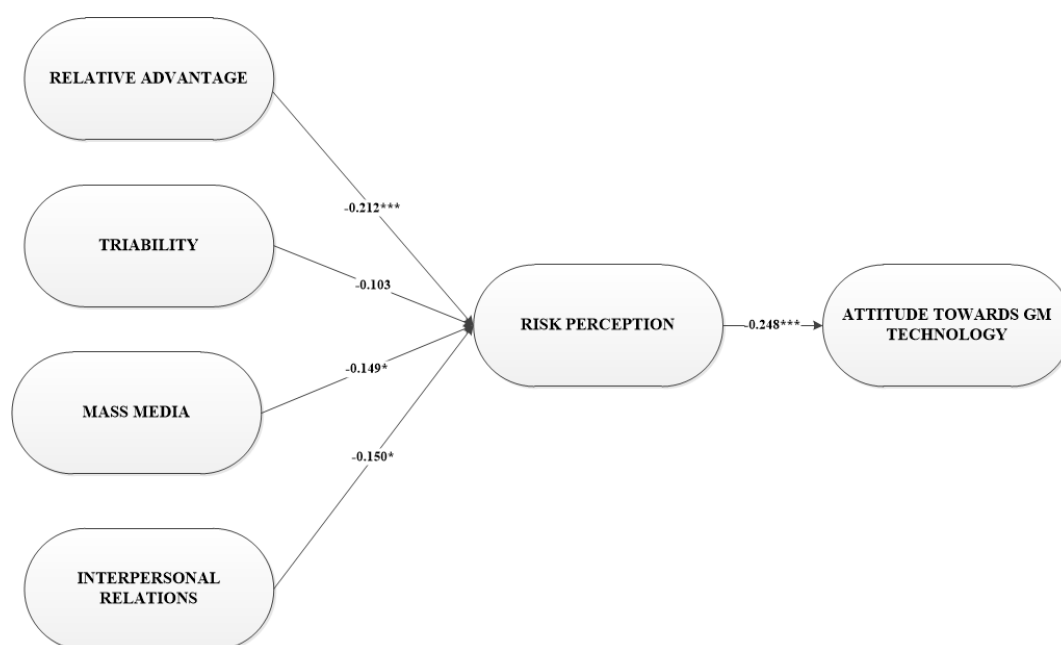 RELATIVE ADVANTAGE
-0.212***
TRIABILITY
-0.103
RISK PERCEPTION
-0.248***
ATTITUDE TOWARDS GM
TECHNOLOGY
-0.149*
MASS MEDIA
-0.150*
INTERPERSONAL
RELATIONS